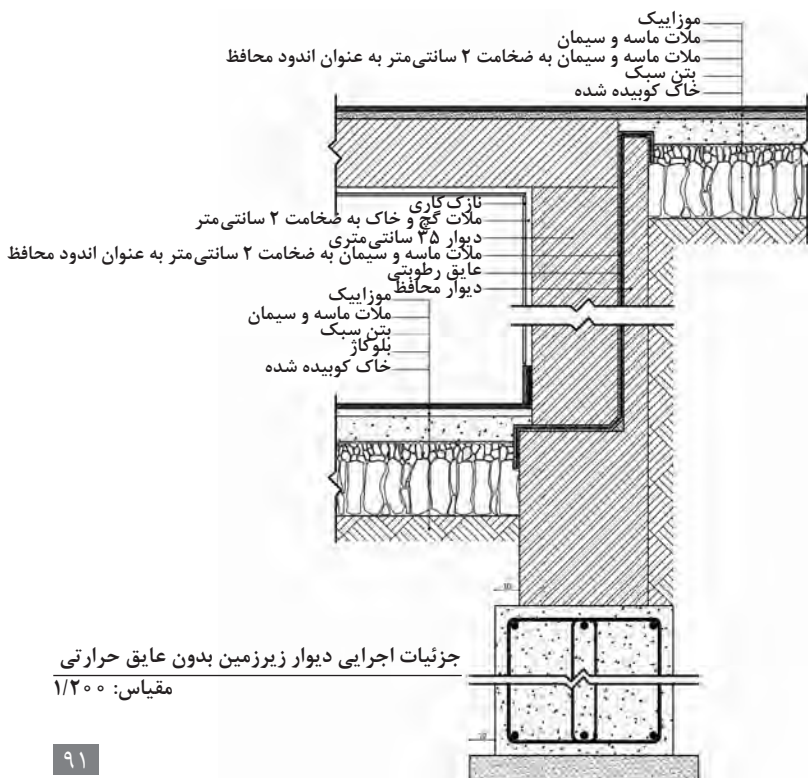 موزاییک
ملات ماسه و سیمان
ملات ماسه و سیمان به ضخامت ۲ سانتی‌متر به عنوان اندود محافظ
بتن سبک
خاک کوبیده شده
نازک‌کاری
ملات گچ و خاک به ضخامت ۲ سانتی‌متر
دیوار ۳۵ سانتی‌متری
ملات ماسه و سیمان به ضخامت ۲ سانتی‌متر به عنوان اندود محافظ
عایق رطوبتی
دیوار محافظ
موزاییک
ملات ماسه و سیمان
بتن سبک
بلوکاژ
خاک کوبیده شده
جزئیات اجرایی دیوار زیرزمین بدون عایق حرارتی
مقیاس: ۱/۲۰۰
۹۱